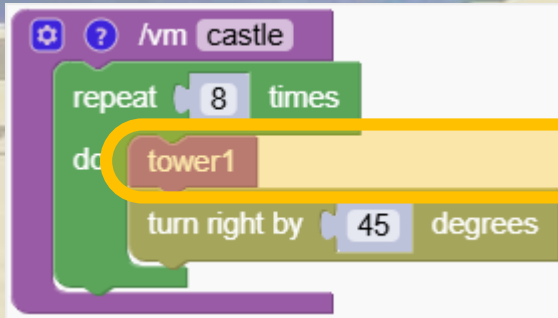 ? /vm castle
repeat 8 times
do tower1
turn right by 45 degrees